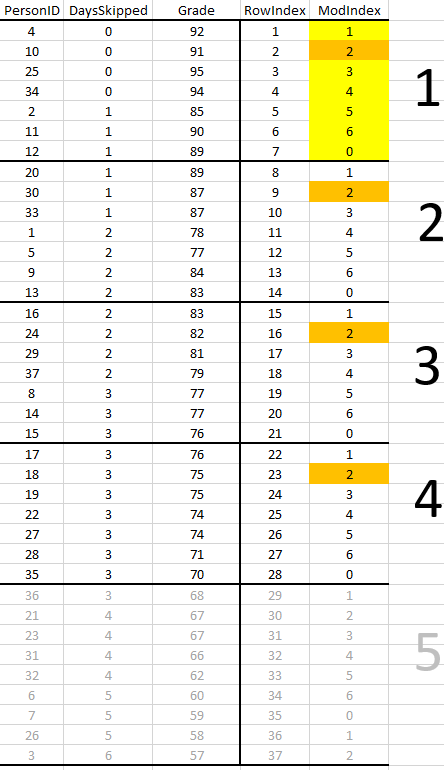 PersonID DaysSkipped Grade RowIndex ModIndex
4 0 92 1 1
10 0 91 2 2
25 0 95 3 3
34 0 94 4 4
1
2 1 85 5 5
11 1 90 6 6
12 1 89 7 0
20 1 89 8 1
30 1 87 9 2
33 1 87 10 3
2
1 2 78 11 4
5 2 77 12 5
9 2 84 13 6
13 2 83 14 0
16 2 83 15 1
24 2 82 16 2
29 2 81 17 3
3
37 2 79 18 4
8 3 77 19 5
14 3 77 20 6
15 3 76 21 0
17 3 76 22 1
18 3 75 23 2
19 3 75 24 3
4
22 3 74 25 4
27 3 74 26 5
28 3 71 27 6
35 3 70 28 0
36 3 68 29 1
21 4 67 30 2
23 4 67 31 3
31 4 66 32 4
5
32 4 62 33 5
6 5 60 34 6
7 5 59 35 0
26 5 58 36 1
3 6 57 37 2